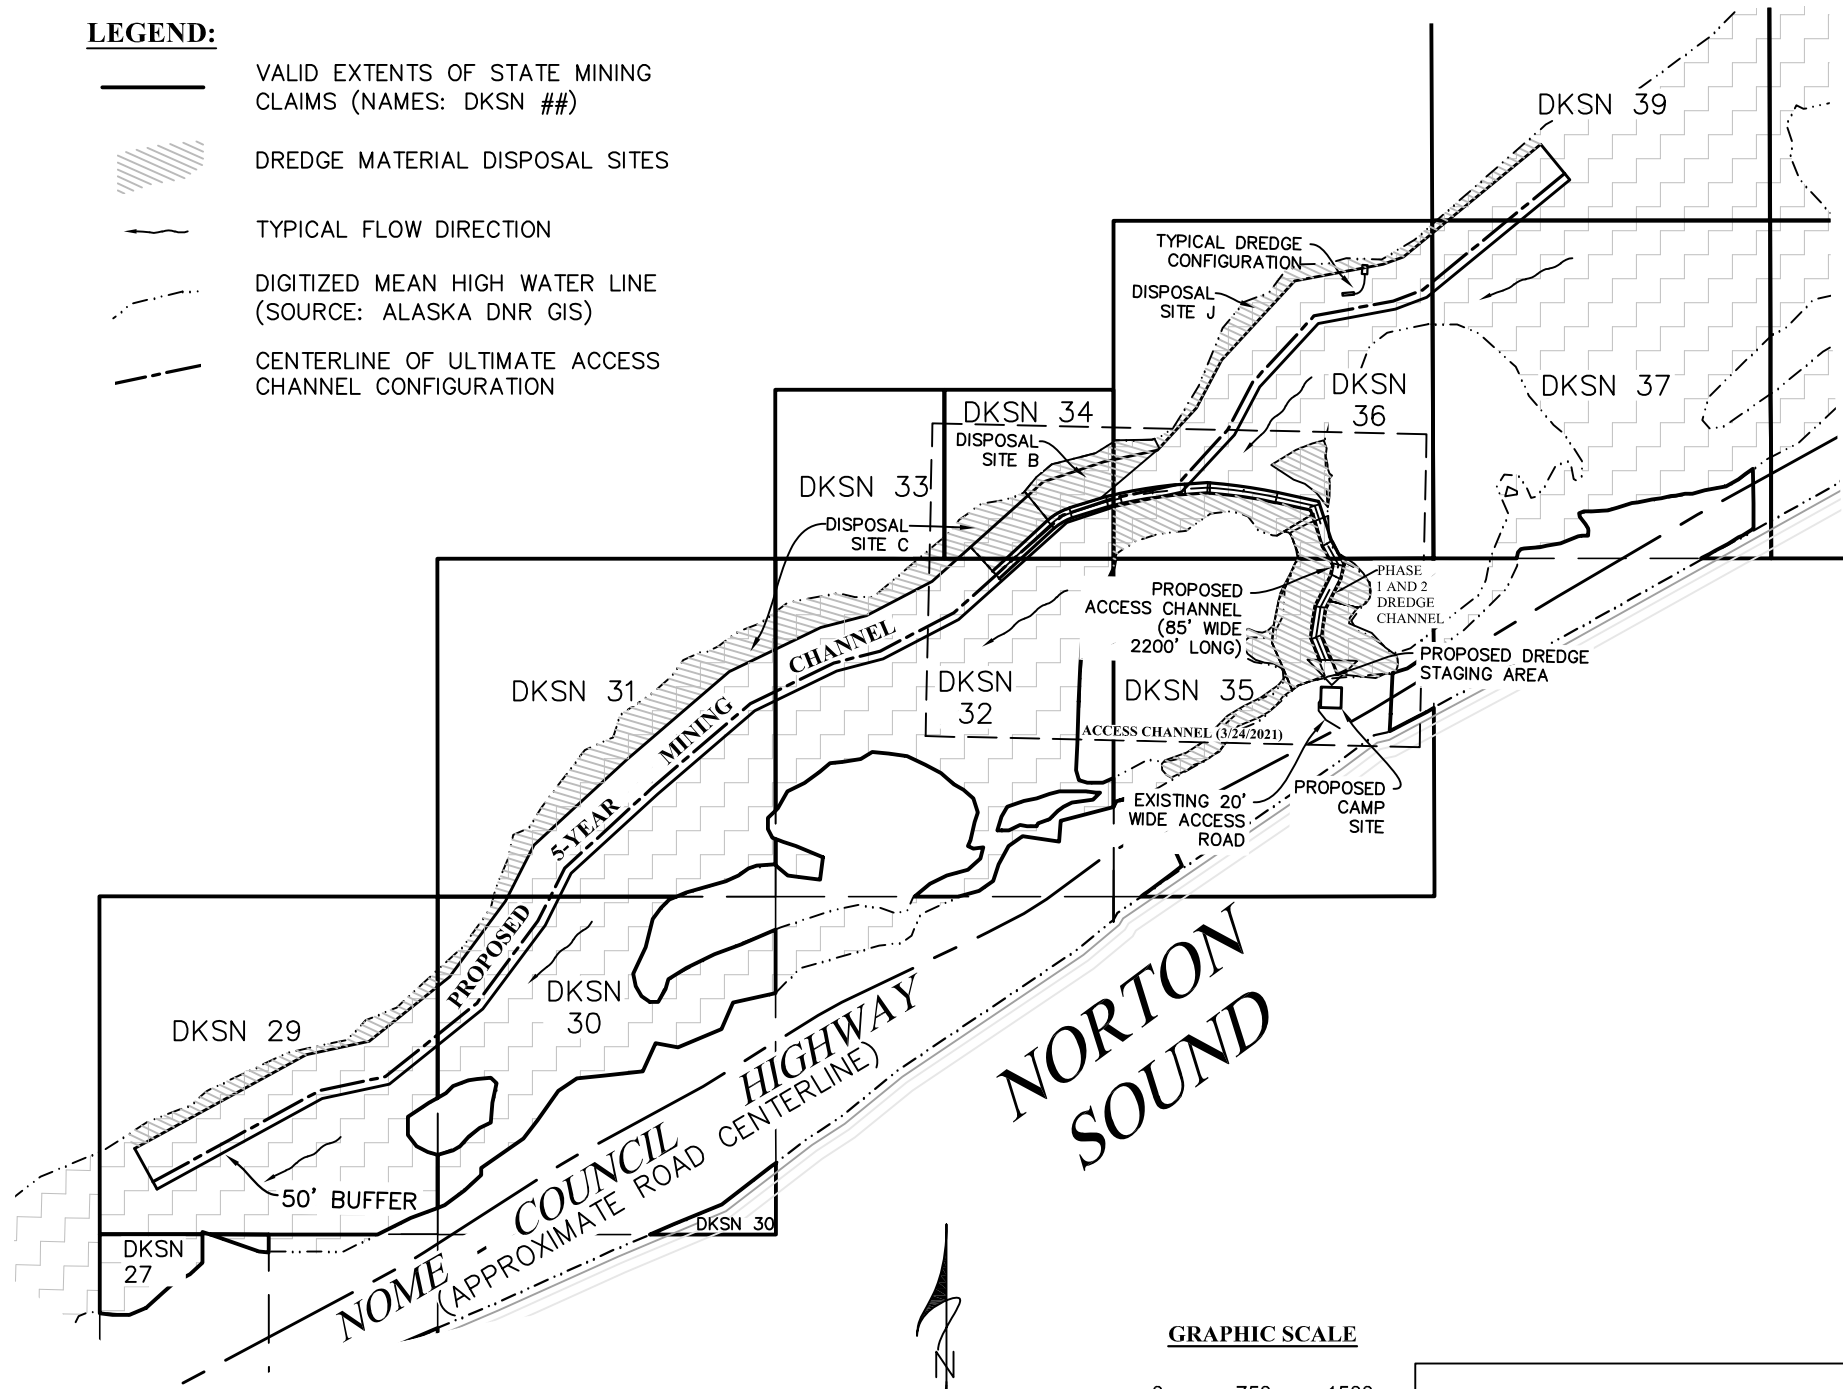 LEGEND:
VALID EXTENTS OF STATE MINING
CLAIMS (NAMES: DKSN ##)
DREDGE MATERIAL DISPOSAL SITES
TYPICAL FLOW DIRECTION
DIGITIZED MEAN HIGH WATER LINE
(SOURCE: ALASKA DNR GIS)
CENTERLINE OF ULTIMATE ACCESS
CHANNEL CONFIGURATION
DKSN 39
TYPICAL DREDGE
CONFIGURATION
DISPOSAL
SITE J
DKSN
36
DKSN 37
DKSN 34
DISPOSAL
SITE B
DKSN 33
DISPOSAL
SITE C
PROPOSED
ACCESS CHANNEL
(85' WIDE
2200' LONG)
PHASE
1 AND 2
DREDGE
CHANNEL
PROPOSED DREDGE
STAGING AREA
DKSN 31
DKSN
32
DKSN 35
ACCESS CHANNEL (3/24/2021)
PROPOSED 5-YEAR MINING CHANNEL
EXISTING 20'
WIDE ACCESS
ROAD
PROPOSED
CAMP
SITE
DKSN 29
DKSN
30
50' BUFFER
DKSN
27
DKSN 30
NOME - COUNCIL HIGHWAY
(APPROXIMATE ROAD CENTERLINE)
NORTON
SOUND
N
GRAPHIC SCALE